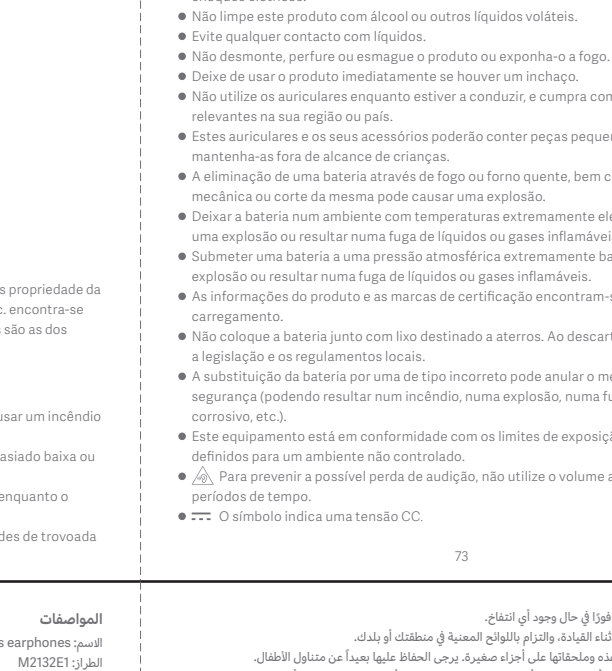 s propriedade da
c. encontra-se
s são as dos
usar um incêndio
asiado baixa ou
enquanto o
des de trovoada
● Não limpe este produto com álcool ou outros líquidos voláteis.
● Evite qualquer contacto com líquidos.
● Não desmonte, perfure ou esmague o produto ou exponha-o a fogo.
● Deixe de usar o produto imediatamente se houver um inchaço.
● Não utilize os auriculares enquanto estiver a conduzir, e cumpra com
relevantes na sua região ou país.
● Estes auriculares e os seus acessórios poderão conter peças peque
mantenha-as fora de alcance de crianças.
● A eliminação de uma bateria através de fogo ou forno quente, bem c
mecânica ou corte da mesma pode causar uma explosão.
● Deixar a bateria num ambiente com temperaturas extremamente ele
uma explosão ou resultar numa fuga de líquidos ou gases inflamávei
● Submeter uma bateria a uma pressão atmosférica extremamente ba
explosão ou resultar numa fuga de líquidos ou gases inflamáveis.
● As informações do produto e as marcas de certificação encontram-s
carregamento.
● Não coloque a bateria junto com lixo destinado a aterros. Ao descart
a legislação e os regulamentos locais.
● A substituição da bateria por uma de tipo incorreto pode anular o me
segurança (podendo resultar num incêndio, numa explosão, numa fu
corrosivo, etc.).
● Este equipamento está em conformidade com os limites de exposiçã
definidos para um ambiente não controlado.
● Para prevenir a possível perda de audição, não utilize o volume a
períodos de tempo.
● O símbolo indica uma tensão CC.
73
المواصفات
الاسم: s earphones
الطراز: M2132E1
فورًا في حال وجود أي انتفاخ.
ثناء القيادة، والتزام باللوائح المعنية في منطقتك أو بلدك.
هذه وملحقاتها على أجزاء صغيرة. يرجى الحفاظ عليها بعيداً عن متناول الأطفال.